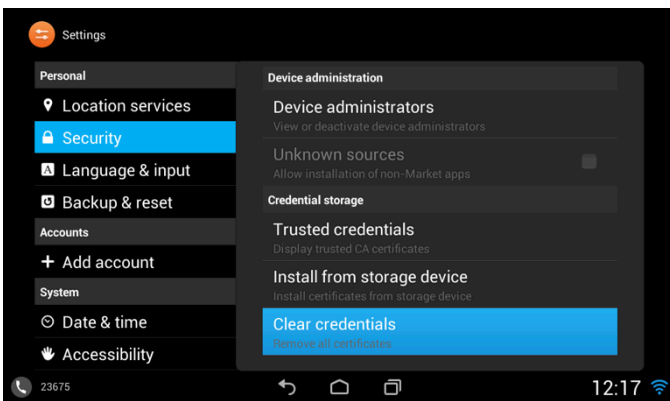 Settings
Personal
Location services
Security
Language & input
Backup & reset
Accounts
+ Add account
System
Date & time
Accessibility
Device administration
Device administrators
View or deactivate device administrators
Unknown sources
Allow installation of non-Market apps
Credential storage
Trusted credentials
Display trusted CA certificates
Install from storage device
Install certificates from storage device
Clear credentials
Remove all certificates
23675
12:17